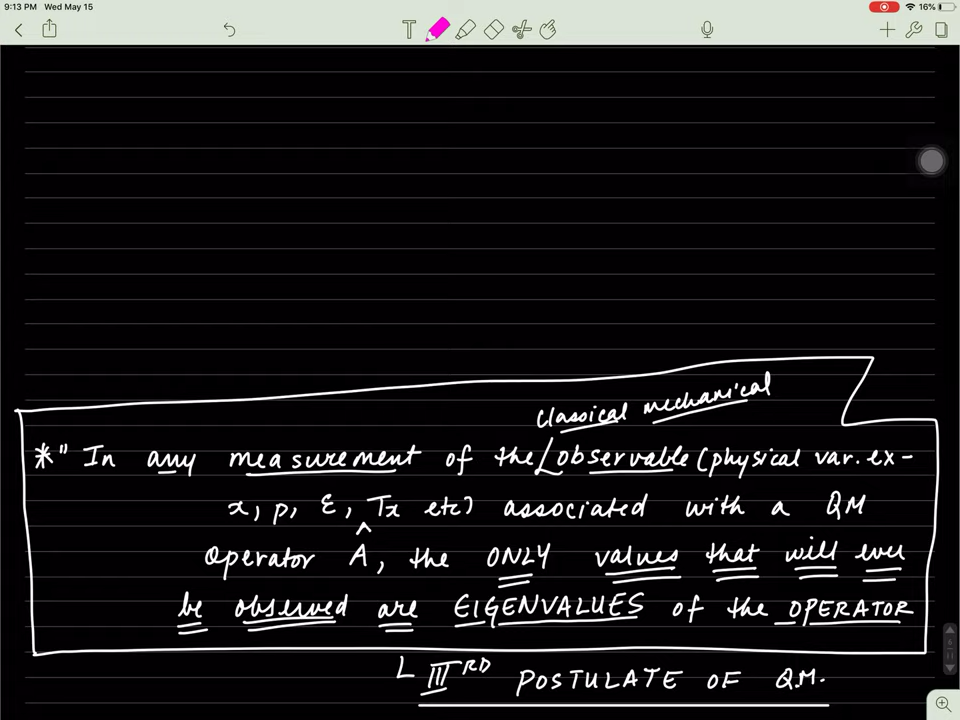 9:13 PM Wed May 15
16%
T
Classical mechanical
*" In any measurement of the observable (physical var. ex-
x, p, ε, Tx etc) associated with a QM
operator Â, the ONLY values that will ever
be observed are EIGENVALUES of the OPERATOR
III RD POSTULATE OF Q.M.